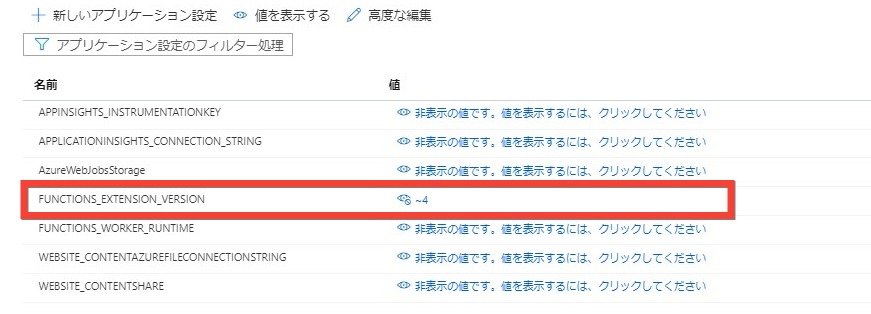 新しいアプリケーション設定 値を表示する 高度な編集
アプリケーション設定のフィルター処理
名前 値
APPINSIGHTS_INSTRUMENTATIONKEY 非表示の値です。値を表示するには、クリックしてください
APPLICATIONINSIGHTS_CONNECTION_STRING 非表示の値です。値を表示するには、クリックしてください
AzureWebJobsStorage 非表示の値です。値を表示するには、クリックしてください
FUNCTIONS_EXTENSION_VERSION ~4
FUNCTIONS_WORKER_RUNTIME 非表示の値です。値を表示するには、クリックしてください
WEBSITE_CONTENTAZUREFILECONNECTIONSTRING 非表示の値です。値を表示するには、クリックしてください
WEBSITE_CONTENTSHARE 非表示の値です。値を表示するには、クリックしてください